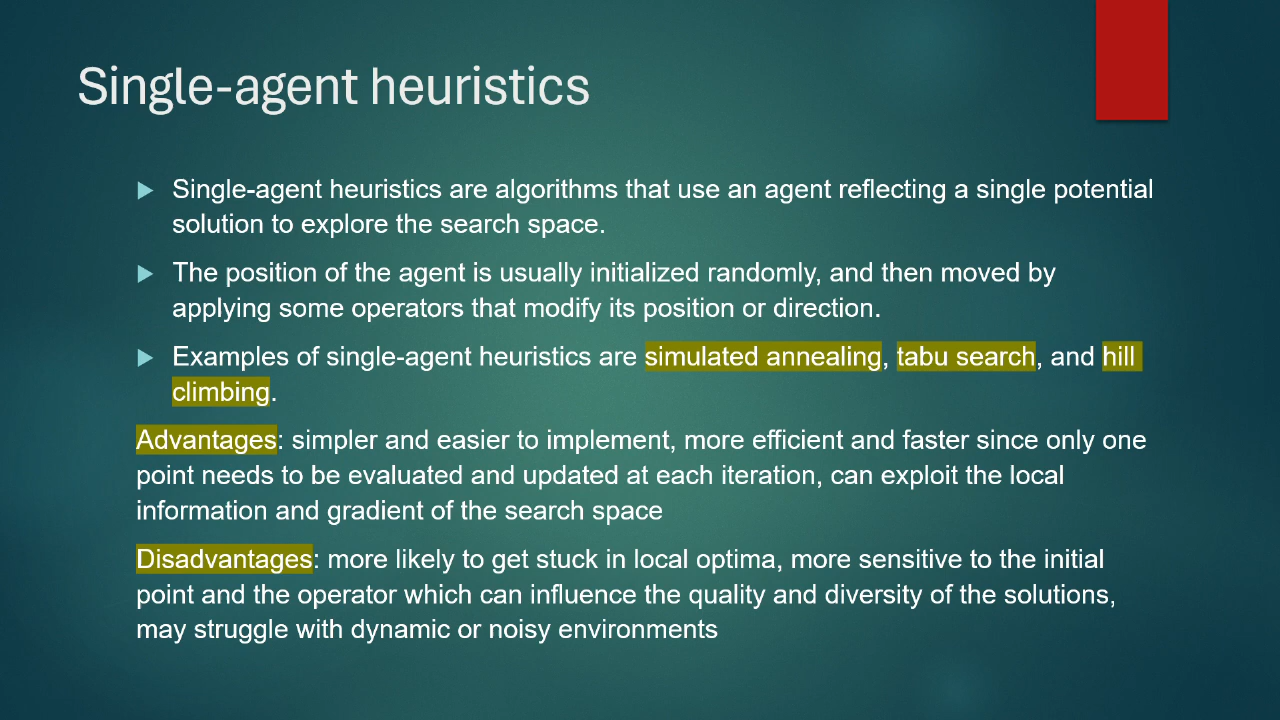 Single-agent heuristics
Single-agent heuristics are algorithms that use an agent reflecting a single potential
solution to explore the search space.
The position of the agent is usually initialized randomly, and then moved by
applying some operators that modify its position or direction.
Examples of single-agent heuristics are simulated annealing, tabu search, and hill
climbing.
Advantages: simpler and easier to implement, more efficient and faster since only one
point needs to be evaluated and updated at each iteration, can exploit the local
information and gradient of the search space
Disadvantages: more likely to get stuck in local optima, more sensitive to the initial
point and the operator which can influence the quality and diversity of the solutions,
may struggle with dynamic or noisy environments